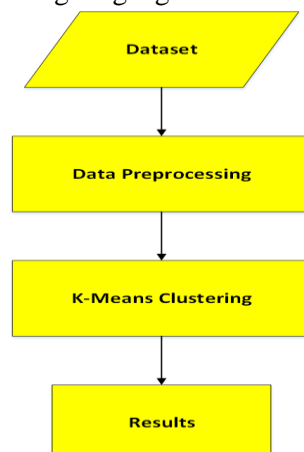 Dataset
Data Preprocessing
K-Means Clustering
Results